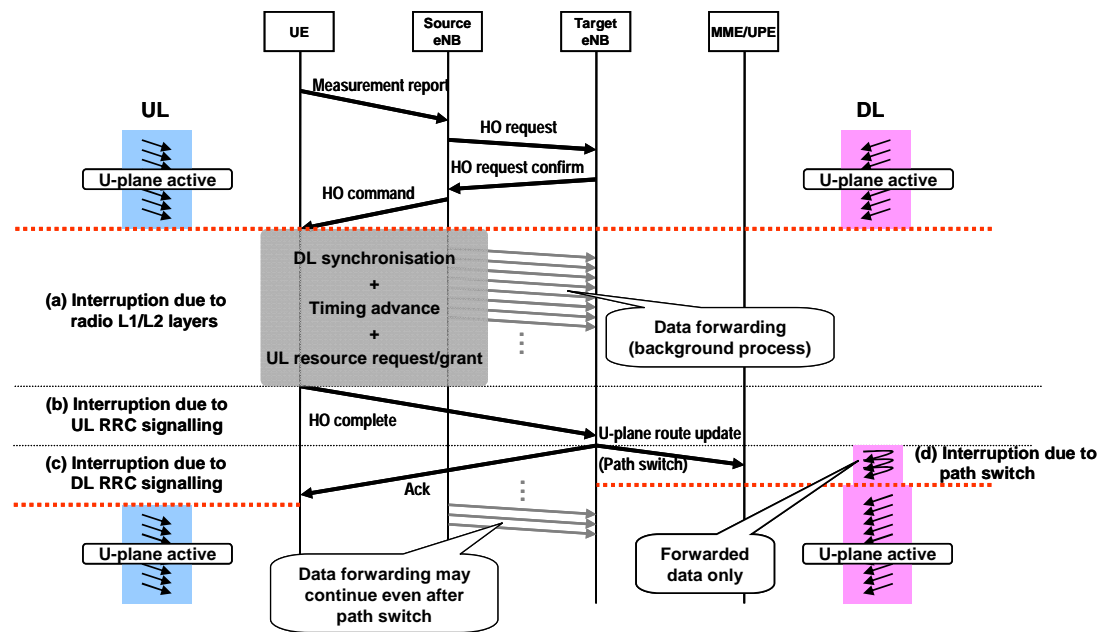 UE
Source
eNB
Target
eNB
MME/UPE
Measurement report
UL
DL
HO request
HO request confirm
U-plane active
U-plane active
HO command
DL synchronisation
+
Timing advance
+
UL resource request/grant
(a) Interruption due to
radio L1/L2 layers
Data forwarding
(background process)
(b) Interruption due to
UL RRC signalling
HO complete
U-plane route update
(Path switch)
(c) Interruption due to
DL RRC signalling
(d) Interruption due to
path switch
Ack
U-plane active
U-plane active
Data forwarding may
continue even after
path switch
Forwarded
data only